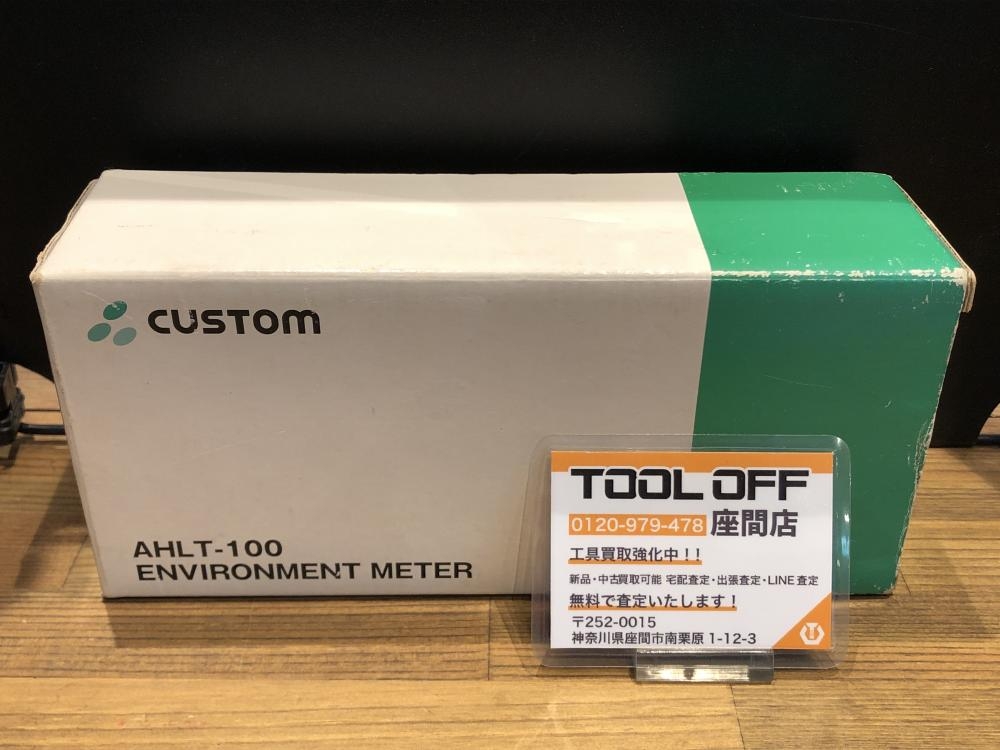 CUSTOM
AHLT-100
ENVIRONMENT METER
TOOL OFF
0120-979-478 座間店
工具買取強化中!!
新品・中古買取可能 宅配査定・出張査定・LINE査定
無料で査定いたします!
〒252-0015
神奈川県座間市南栗原1-12-3